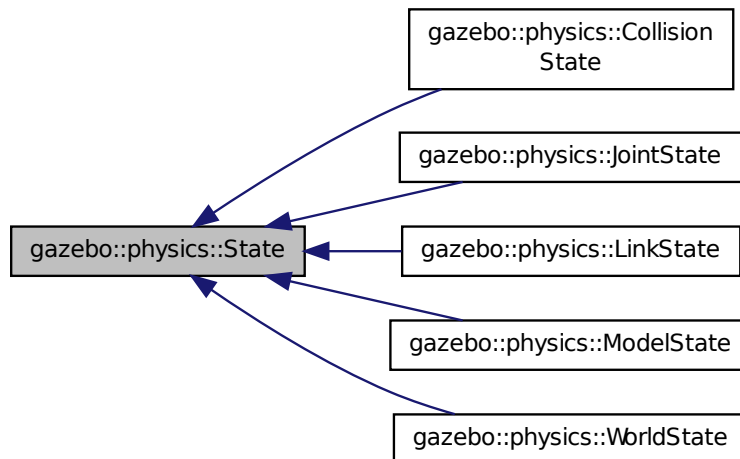 gazebo::physics::Collision
State
gazebo::physics::JointState
gazebo::physics::State
gazebo::physics::LinkState
gazebo::physics::ModelState
gazebo::physics::WorldState